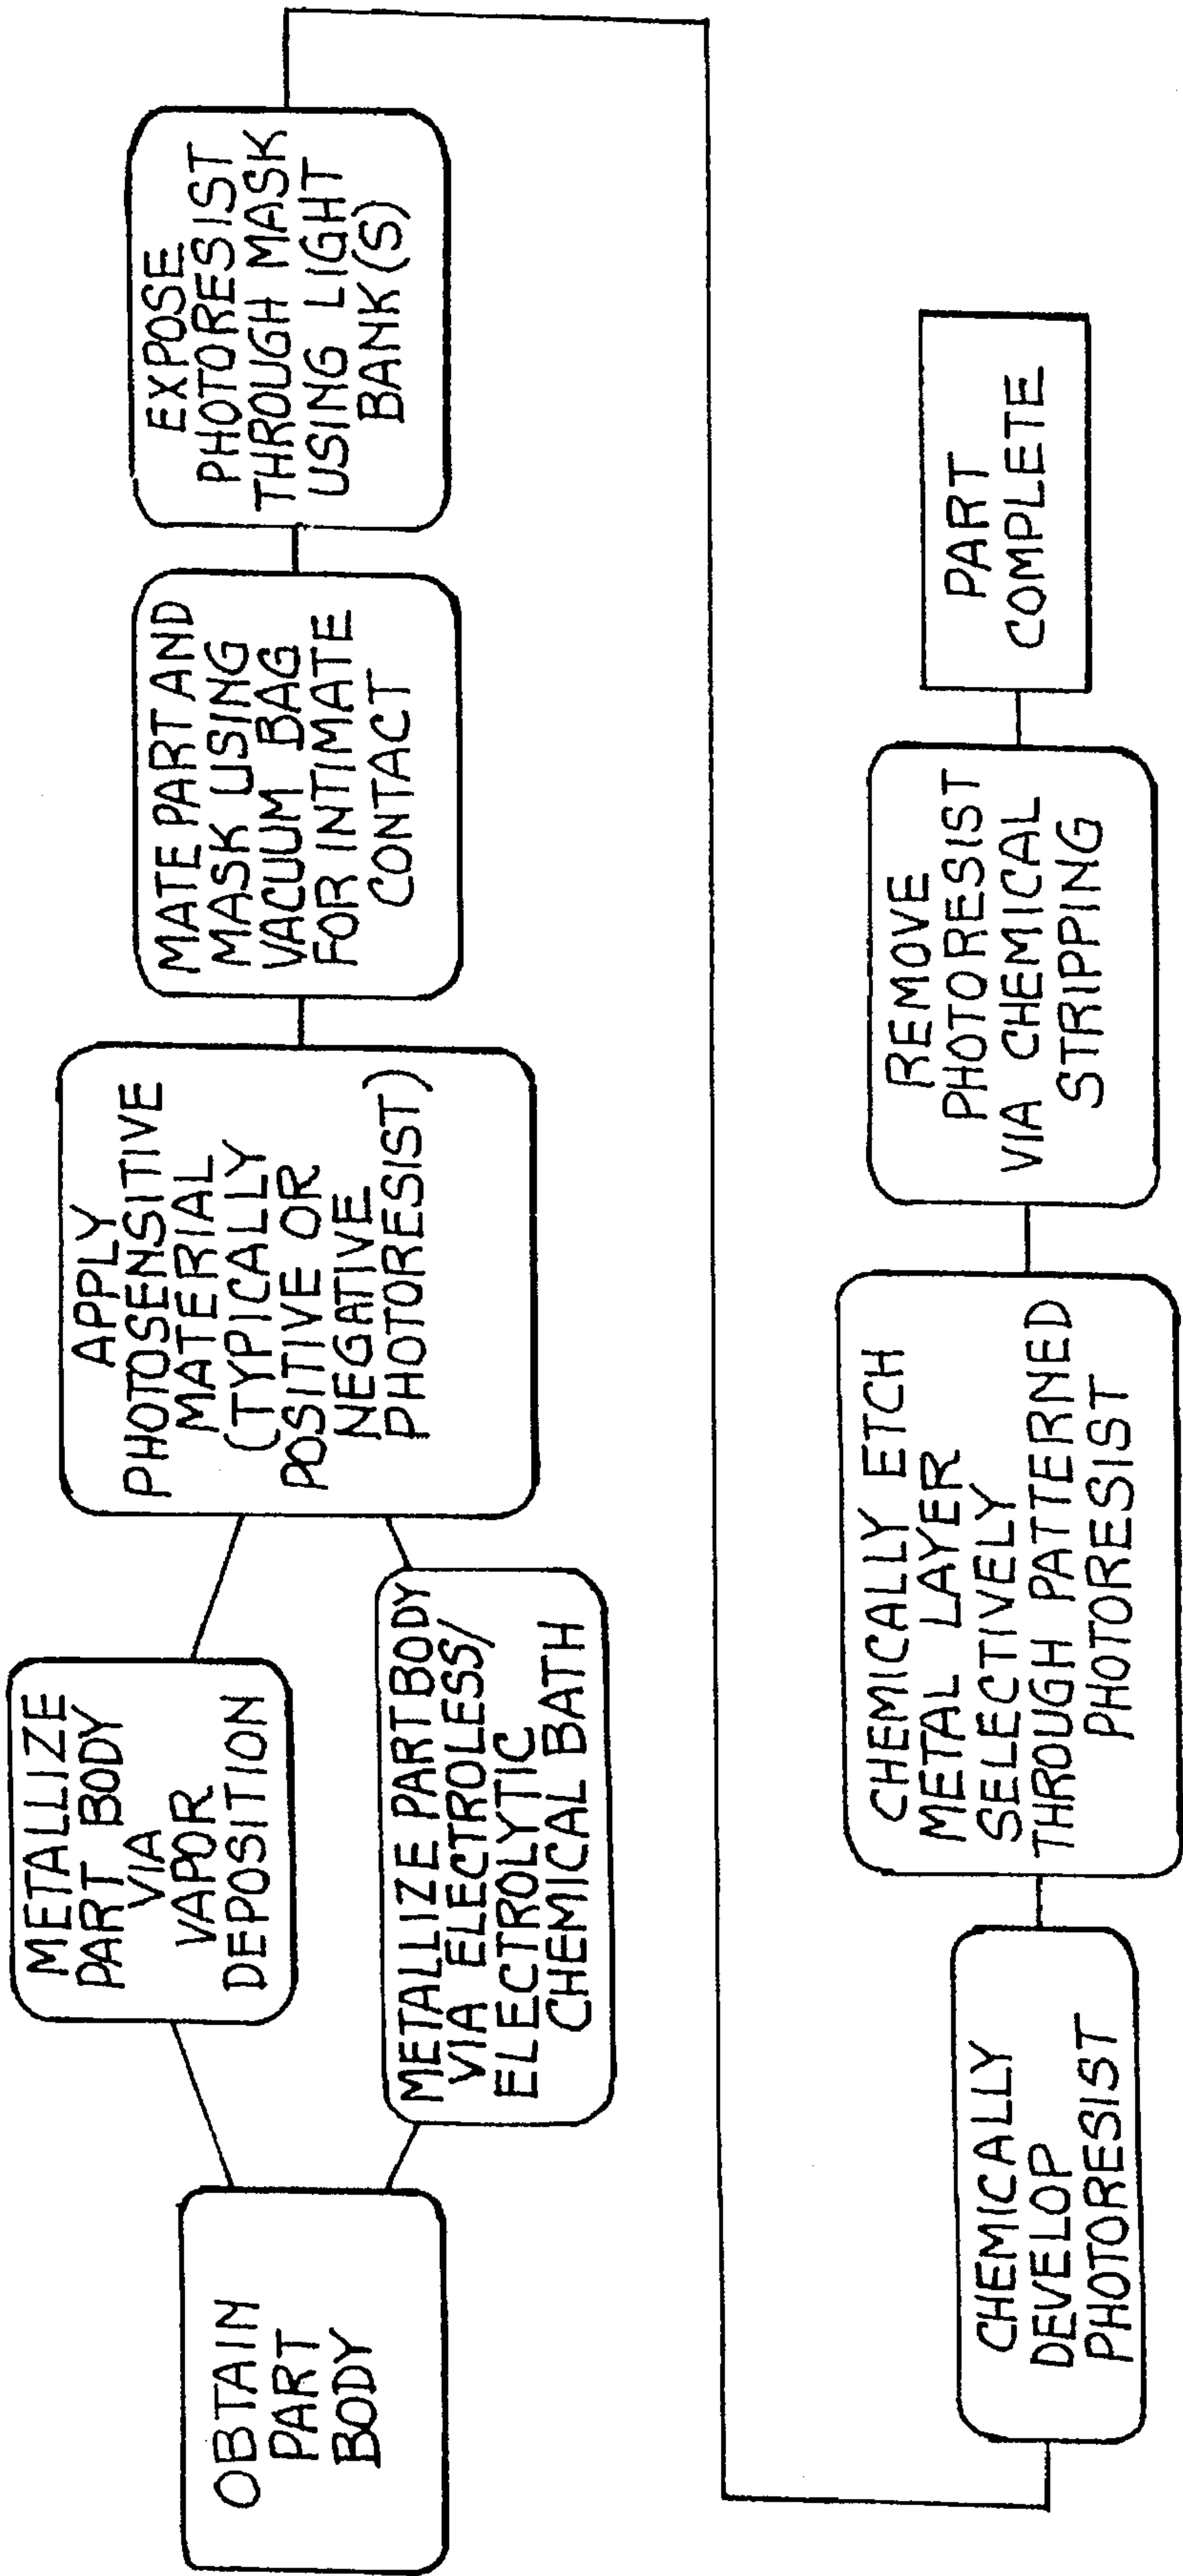 OBTAIN
PART
BODY
METALLIZE
PART BODY
VIA
VAPOR
DEPOSITION
METALLIZE PART BODY
VIA ELECTROLESS/
ELECTROLYTIC
CHEMICAL BATH
APPLY
PHOTOSENSITIVE
MATERIAL
(TYPICALLY
POSITIVE OR
NEGATIVE
PHOTORESIST)
MATE PART AND
MASK USING
VACUUM BAG
FOR INTIMATE
CONTACT
EXPOSE
PHOTORESIST
THROUGH MASK
USING LIGHT
BANK(S)
CHEMICALLY
DEVELOP
PHOTORESIST
CHEMICALLY ETCH
METAL LAYER
SELECTIVELY
THROUGH PATTERNED
PHOTORESIST
REMOVE
PHOTORESIST
VIA CHEMICAL
STRIPPING
PART
COMPLETE